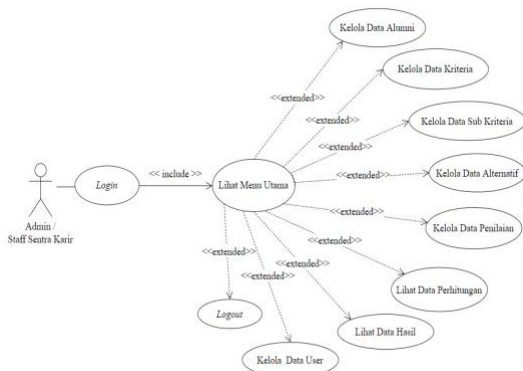 Kelola Data Alumni
Kelola Data Kriteria
<<extended>>
<<extended>>
Kelola Data Sub Kriteria
<<extended>>
Login
<< include >>
Lihat Menu Utama
<<extended>>
Kelola Data Alternatif
<<extended>>
Kelola Data Penilaian
Admin /
Staff Sentra Karir
<<extended>>
<<extended>>
<<extended>>
<<extended>>
Lihat Data Perhitungan
Logout
Lihat Data Hasil
Kelola Data User